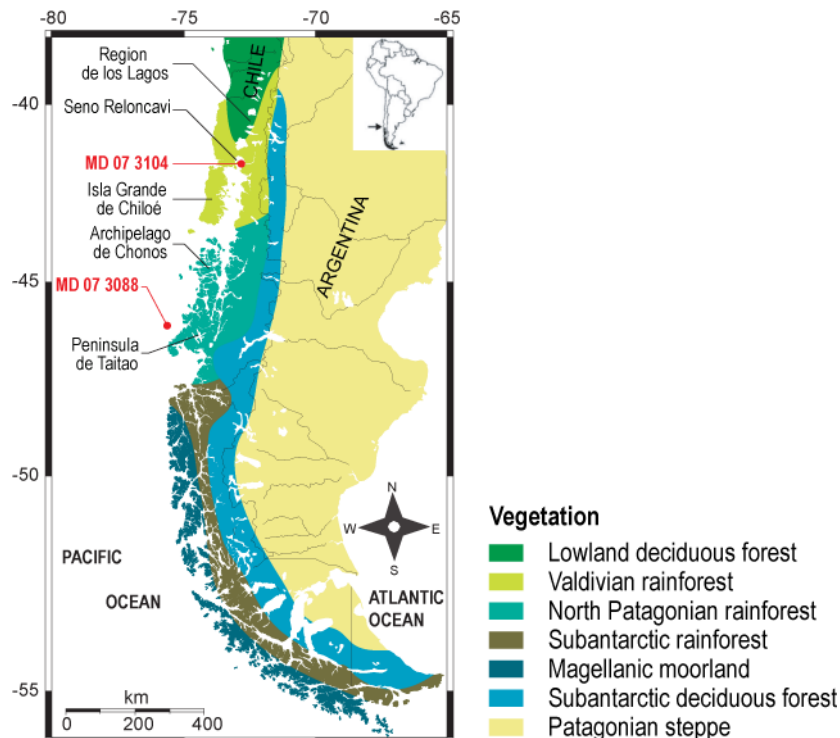 -80
-75
-70
-65
-40
-45
-50
-55
Region
de los Lagos
CHILE
Seno Reloncavi
MD 07 3104
Isla Grande
de Chiloé
Archipelago
de Chonos
ARGENTINA
MD 07 3088
Peninsula
de Taitao
N
W
E
S
PACIFIC
OCEAN
ATLANTIC
OCEAN
km
0 200 400
Vegetation
Lowland deciduous forest
Valdivian rainforest
North Patagonian rainforest
Subantarctic rainforest
Magellanic moorland
Subantarctic deciduous forest
Patagonian steppe